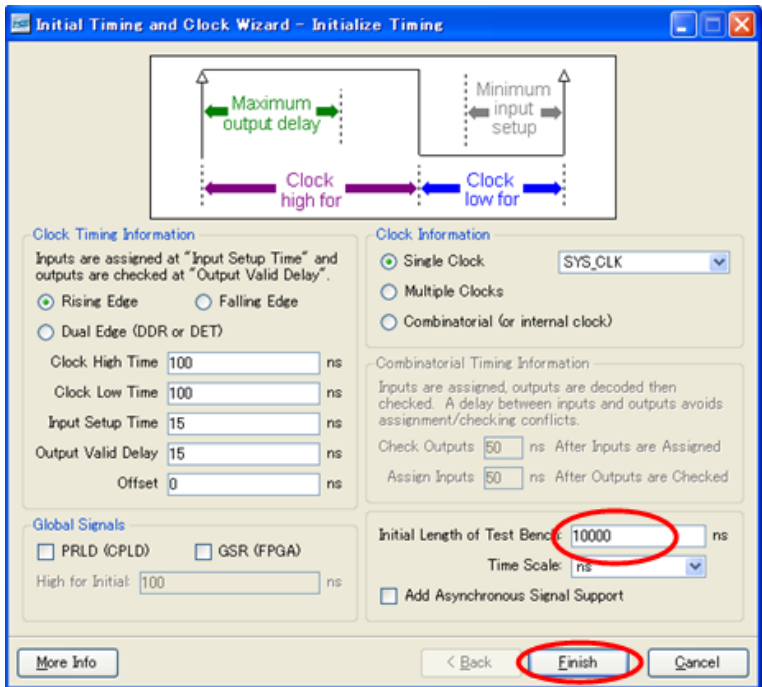 Initial Timing and Clock Wizard - Initialize Timing
Maximum
output delay
Minimum
input
setup
Clock
high for
Clock
low for
Clock Timing Information
Inputs are assigned at "Input Setup Time" and
outputs are checked at "Output Valid Delay".
Rising Edge
Falling Edge
Dual Edge (DDR or DET)
Clock High Time 100 ns
Clock Low Time 100 ns
Input Setup Time 15 ns
Output Valid Delay 15 ns
Offset 0 ns
Global Signals
PRLD (CPLD)
GSR (FPGA)
High for Initial: 100 ns
Clock Information
Single Clock SYS_CLK
Multiple Clocks
Combinatorial (or internal clock)
Combinatorial Timing Information
Inputs are assigned, outputs are decoded then
checked. A delay between inputs and outputs avoids
assignment/checking conflicts.
Check Outputs 50 ns After Inputs are Assigned
Assign Inputs 50 ns After Outputs are Checked
Initial Length of Test Bench: 10000 ns
Time Scale: ns
Add Asynchronous Signal Support
More Info
< Back
Finish
Cancel